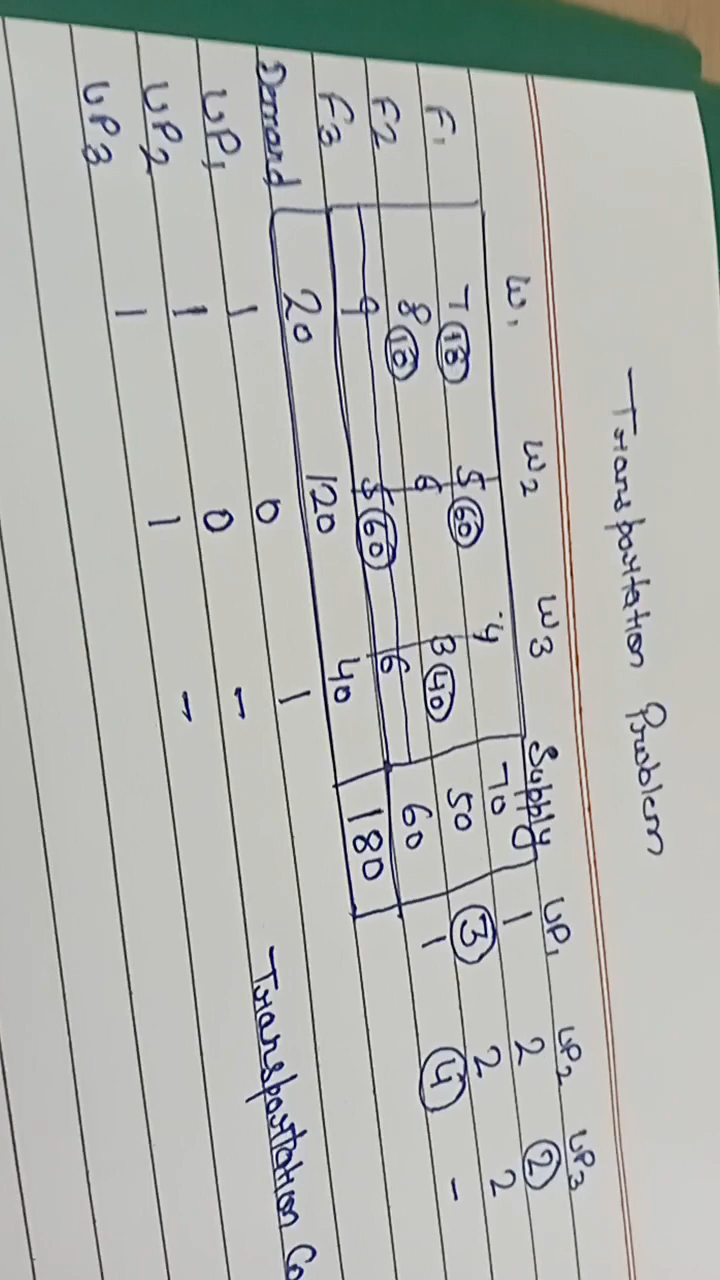 Transportation Problem
W1 W2 W3 Supply UP1 UP2 UP3
F1 7 (10) 5 (60) 4 70 1 2 (2)
F2 8 (10) 6 3 (40) 50 (3) 2 2
F3 9 5 (60) 6 60 1 (4) -
Demand 20 120 40 180
UP1 1 0 1
UP2 1 0 -
UP3 1 1 -
Transportation Co